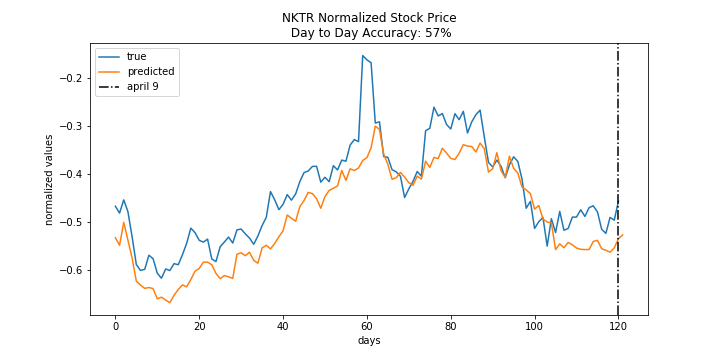 NKTR Normalized Stock Price
Day to Day Accuracy: 57%
true
predicted
april 9
normalized values
−0.2
−0.3
−0.4
−0.5
−0.6
0
20
40
60
80
100
120
days